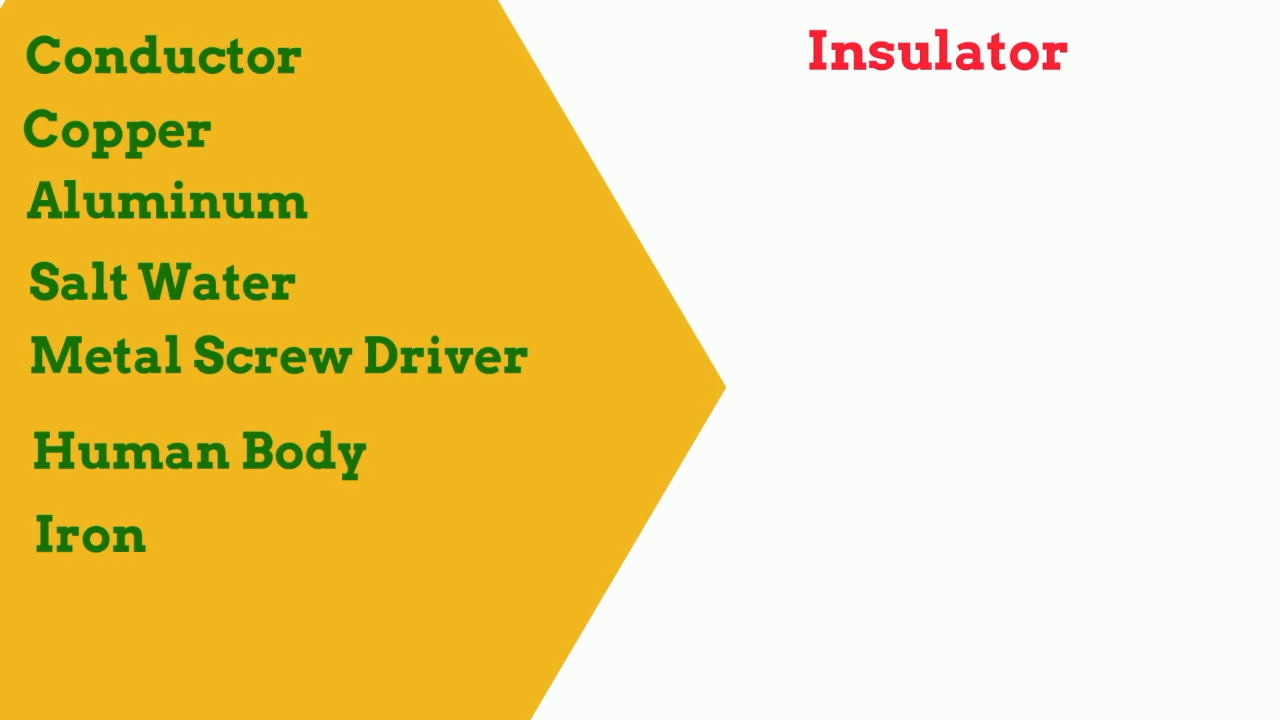 Conductor
Copper
Aluminum
Salt Water
Metal Screw Driver
Human Body
Iron
Insulator